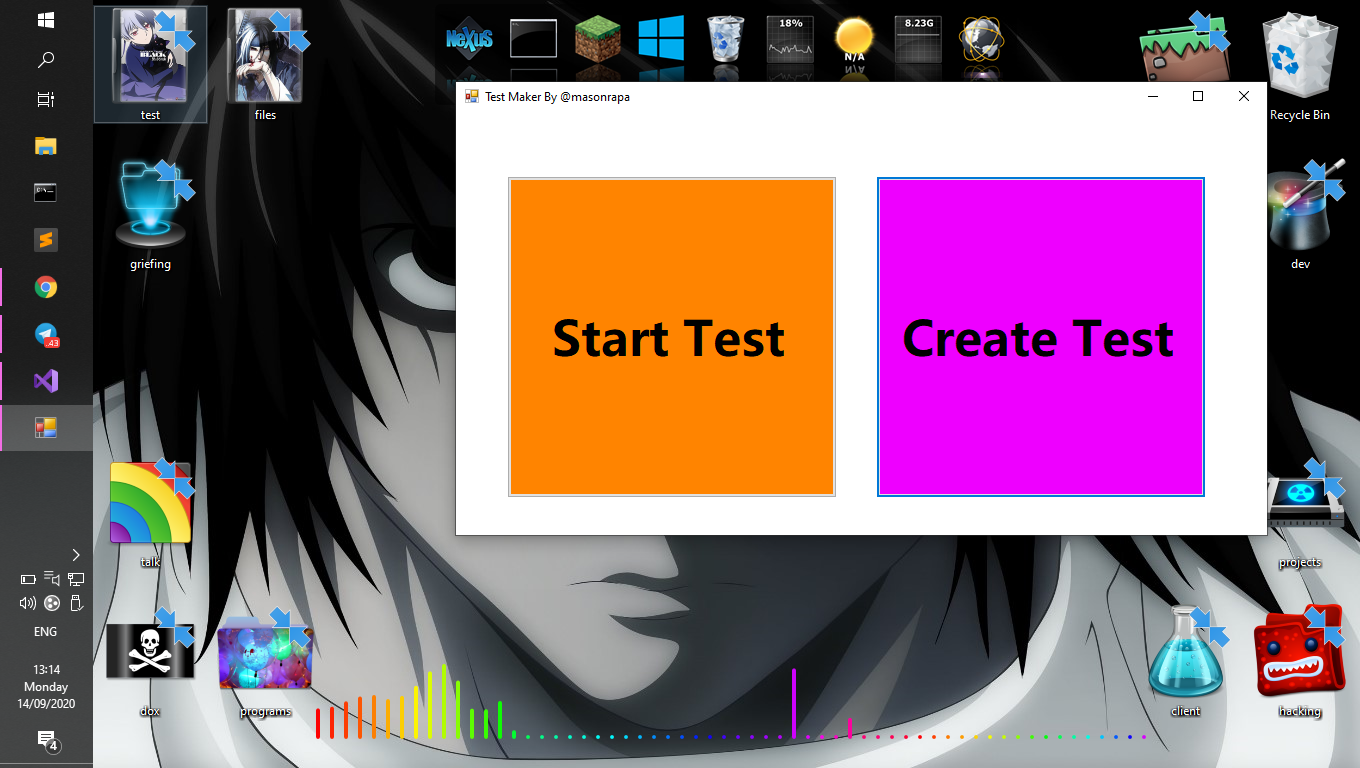 NeXuS
18%
N/A
8.23G
test
files
Recycle Bin
Test Maker By @masonrapa
Start Test
Create Test
griefing
dev
.43
talk
projects
ENG
13:14
Monday
14/09/2020
4
dox
programs
client
hacking